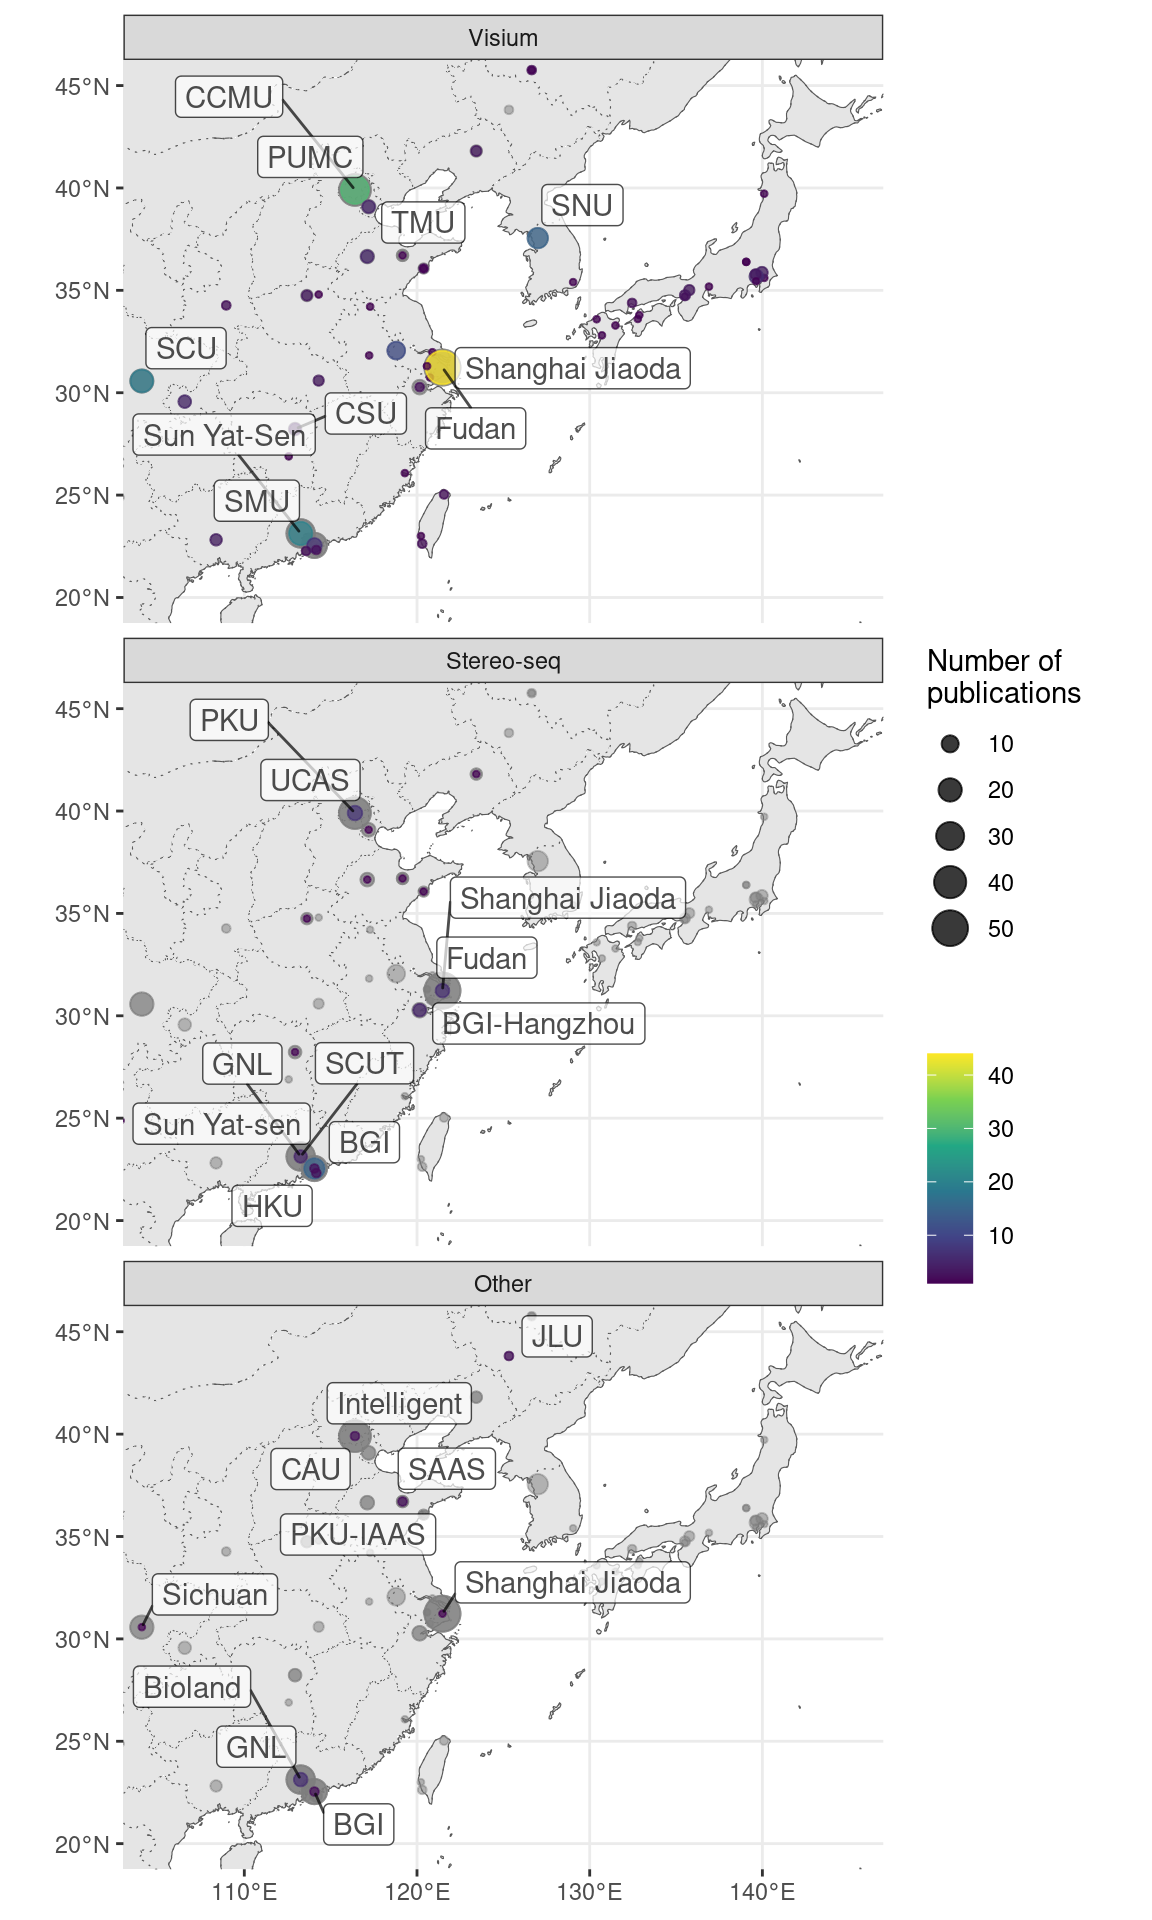 Visium
45°N
40°N
35°N
30°N
25°N
20°N
CCMU
PUMC
TMU
SNU
SCU
Shanghai Jiaoda
CSU
Fudan
Sun Yat-Sen
SMU
Stereo-seq
45°N
40°N
35°N
30°N
25°N
20°N
PKU
UCAS
Shanghai Jiaoda
Fudan
BGI-Hangzhou
GNL
SCUT
Sun Yat-sen
BGI
HKU
Other
45°N
40°N
35°N
30°N
25°N
20°N
JLU
Intelligent
CAU
SAAS
PKU-IAAS
Shanghai Jiaoda
Sichuan
Bioland
GNL
BGI
110°E
120°E
130°E
140°E
Number of
publications
10
20
30
40
50
40
30
20
10